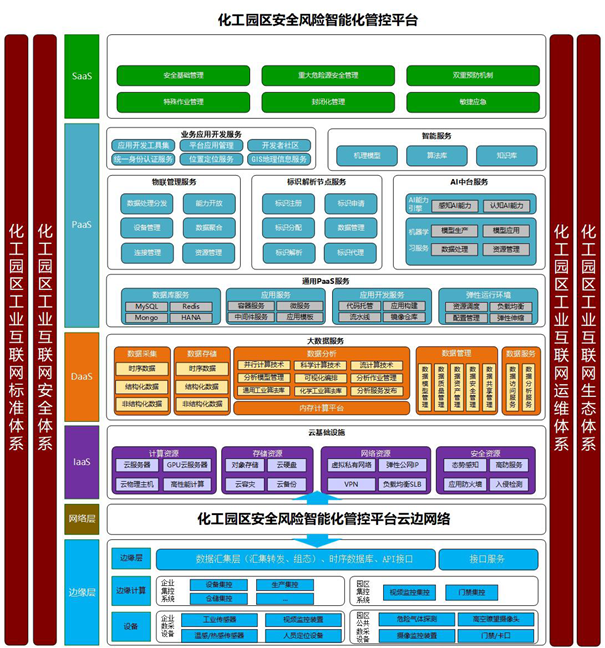 化工园区安全风险智能化管控平台
化工园区工业互联网标准体系
化工园区工业互联网安全体系
SaaS
安全基础管理
重大危险源安全管理
双重预防机制
特殊作业管理
封闭化管理
敏捷应急
PaaS
业务应用开发服务
应用开发工具集
平台应用管理
开发者社区
统一身份认证服务
位置定位服务
GIS地理信息服务
智能服务
机理模型
算法库
知识库
物联管理服务
数据处理分发
能力开放
设备管理
数据聚合
连接管理
资源管理
标识解析节点服务
标识注册
标识申请
标识分配
数据管理
标识解析
标识代理
AI中台服务
AI能力
引擎
感知AI能力
认知AI能力
机器学
习服务
模型生产
模型应用
数据处理
资源管理
通用PaaS服务
数据库服务
MySQL
Redis
Mongo
HANA
应用服务
容器服务
微服务
中间件服务
应用模板
应用开发服务
代码托管
应用构建
流水线
镜像仓库
弹性运行环境
资源调度
负载均衡
配置管理
弹性伸缩
DaaS
大数据服务
数据采集
时序数据
结构化数据
非结构化数据
数据存储
时序数据
结构化数据
非结构化数据
数据分析
并行计算技术
科学计算技术
流计算技术
分析模型管理
可视化编排
分析作业管理
通用工业算法库
化学工业算法库
分析服务发布
内存计算平台
数据管理
数据模型管理
数据质量管理
数据资产管理
数据安全管理
数据共享管理
数据服务
数据访问服务
数据分析服务
IaaS
云基础设施
计算资源
云服务器
GPU云服务器
云物理主机
高性能计算
存储资源
对象存储
云硬盘
云容灾
云备份
网络资源
虚拟私有网络
弹性公网IP
VPN
负载均衡SLB
安全资源
态势感知
高防服务
应用防火墙
入侵检测
网络层
化工园区安全风险智能化管控平台云边网络
边缘层
边缘层
数据汇集层（汇集转发、组态）、时序数据库、API接口
接口服务
边缘计算
企业
集控
系统
设备集控
生产集控
仓储集控
...
园区
集控
系统
视频监控集控
门禁集控
设备
企业
数采
设备
工业传感器
视频监控装置
温感/热感传感器
人员定位设备
园区
公共
数采
设备
危险气体探测
高空瞭望摄像头
摄像监控装置
门禁/卡口
化工园区工业互联网运维体系
化工园区工业互联网生态体系